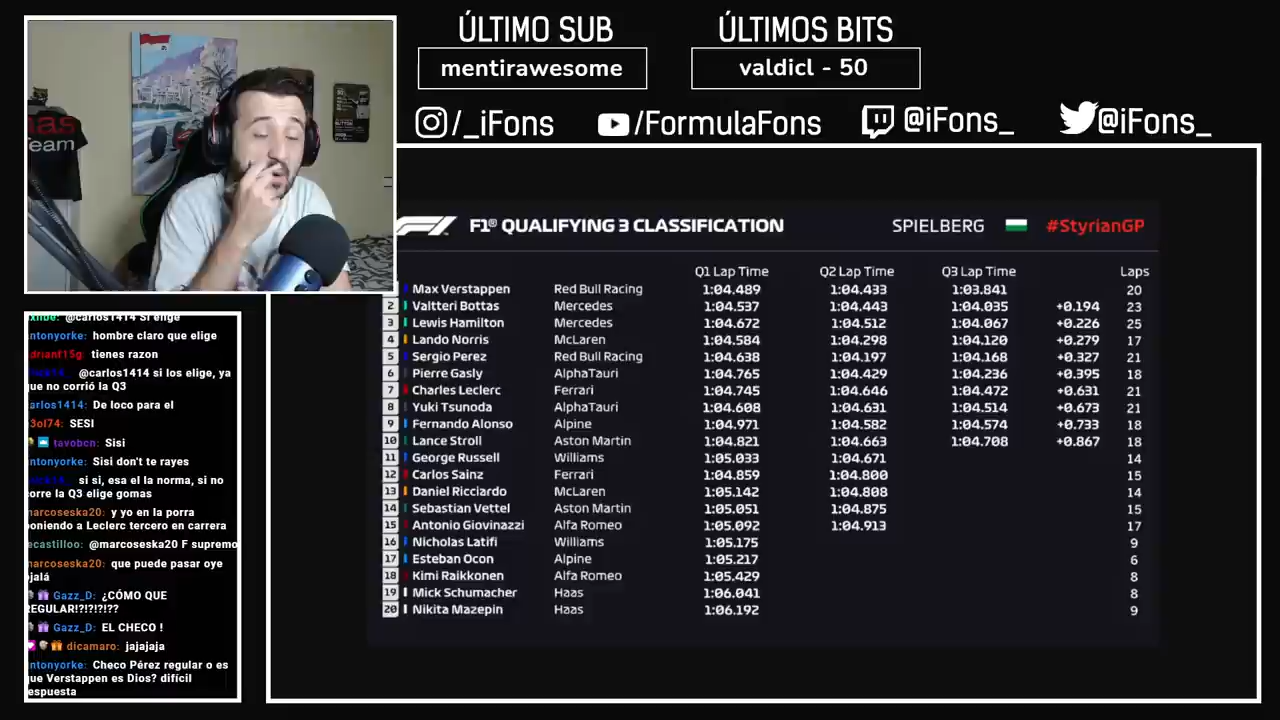 ÚLTIMO SUB
ÚLTIMOS BITS
mentirawesome
valdicl - 50
/_iFons
/FormulaFons
@iFons_
@iFons_
Team
F1® QUALIFYING 3 CLASSIFICATION
SPIELBERG
#StyrianGP
Q1 Lap Time Q2 Lap Time Q3 Lap Time Laps
Max Verstappen Red Bull Racing 1:04.489 1:04.433 1:03.841 20
2 Valtteri Bottas Mercedes 1:04.537 1:04.443 1:04.035 +0.194 23
3 Lewis Hamilton Mercedes 1:04.672 1:04.512 1:04.067 +0.226 25
4 Lando Norris McLaren 1:04.584 1:04.298 1:04.120 +0.279 17
5 Sergio Perez Red Bull Racing 1:04.638 1:04.197 1:04.168 +0.327 21
6 Pierre Gasly AlphaTauri 1:04.765 1:04.429 1:04.236 +0.395 18
7 Charles Leclerc Ferrari 1:04.745 1:04.646 1:04.472 +0.631 21
8 Yuki Tsunoda AlphaTauri 1:04.608 1:04.631 1:04.514 +0.673 21
9 Fernando Alonso Alpine 1:04.971 1:04.582 1:04.574 +0.733 18
10 Lance Stroll Aston Martin 1:04.821 1:04.663 1:04.708 +0.867 18
11 George Russell Williams 1:05.033 1:04.671 14
12 Carlos Sainz Ferrari 1:04.859 1:04.800 15
13 Daniel Ricciardo McLaren 1:05.142 1:04.808 14
14 Sebastian Vettel Aston Martin 1:05.051 1:04.875 15
15 Antonio Giovinazzi Alfa Romeo 1:05.092 1:04.913 17
16 Nicholas Latifi Williams 1:05.175 9
17 Esteban Ocon Alpine 1:05.217 6
18 Kimi Raikkonen Alfa Romeo 1:05.429 8
19 Mick Schumacher Haas 1:06.041 8
20 Nikita Mazepin Haas 1:06.192 9
@carlos1414 Si elige
ntonyorke: hombre claro que elige
driant15g: tienes razon
@carlos1414 si los elige, ya
que no corrió la Q3
arlos1414: De loco para el
3ol74: SESI
tavobcn: Sisi
ntonyorke: Sisi don't te rayes
si si, esa el la norma, si no
corre la Q3 elige gomas
marcoseska20: y yo en la porra
poniendo a Leclerc tercero en carrera
ecastilloo: @marcoseska20 F supremo
marcoseska20: que puede pasar oye
ojalá
Gazz_D: ¿CÓMO QUE
REGULAR!?!?!?!??
Gazz_D: EL CHECO !
dicamaro: jajajaja
ntonyorke: Checo Pérez regular o es
que Verstappen es Dios? difícil
espuesta